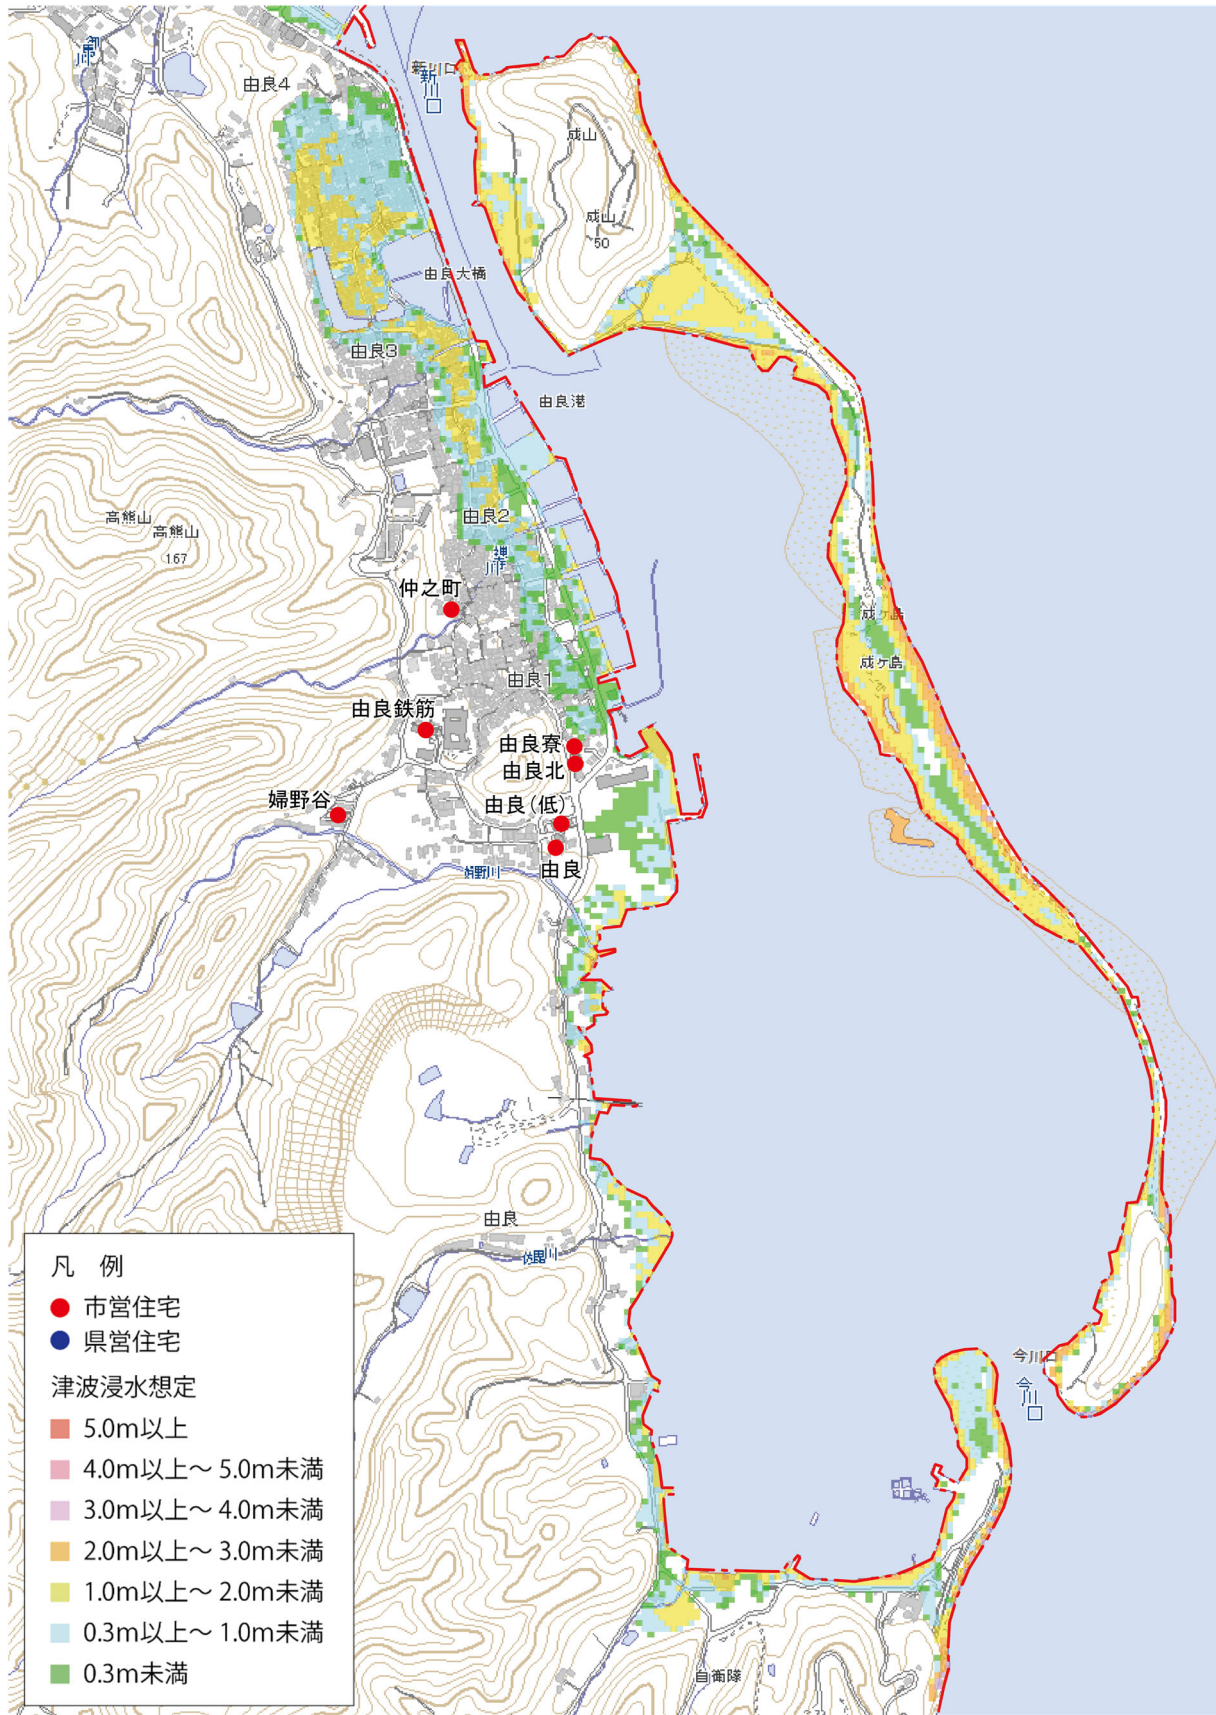 由良4
新川口
新川口
成山
成山
50
由良大橋
由良3
由良港
高熊山
高熊山
167
由良2
仲之町
成ヶ島
成ヶ島
由良1
由良鉄筋
由良寮
由良北
婦野谷
由良(低)
由良
由良
今川口
今川口
自衛隊
凡 例
市営住宅
県営住宅
津波浸水想定
5.0m以上
4.0m以上～5.0m未満
3.0m以上～4.0m未満
2.0m以上～3.0m未満
1.0m以上～2.0m未満
0.3m以上～1.0m未満
0.3m未満